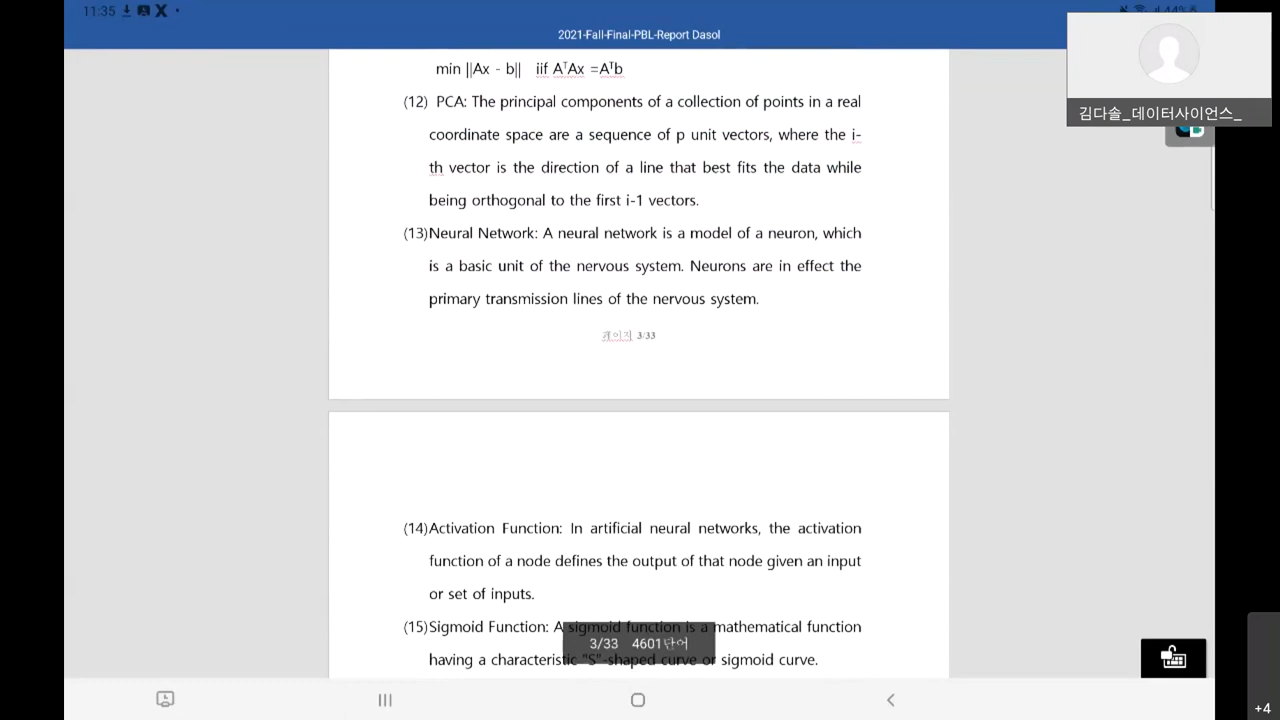 11:35
44%
2021-Fall-Final-PBL-Report Dasol
김다솔_데이터사이언스_
min ||Ax - b|| iif AᵀAx =Aᵀb
(12) PCA: The principal components of a collection of points in a real
coordinate space are a sequence of p unit vectors, where the i-
th vector is the direction of a line that best fits the data while
being orthogonal to the first i-1 vectors.
(13)Neural Network: A neural network is a model of a neuron, which
is a basic unit of the nervous system. Neurons are in effect the
primary transmission lines of the nervous system.
페이지 3/33
(14)Activation Function: In artificial neural networks, the activation
function of a node defines the output of that node given an input
or set of inputs.
(15)Sigmoid Function: A sigmoid function is a mathematical function
3/33 4601단어
having a characteristic "S"-shaped curve or sigmoid curve.
+4